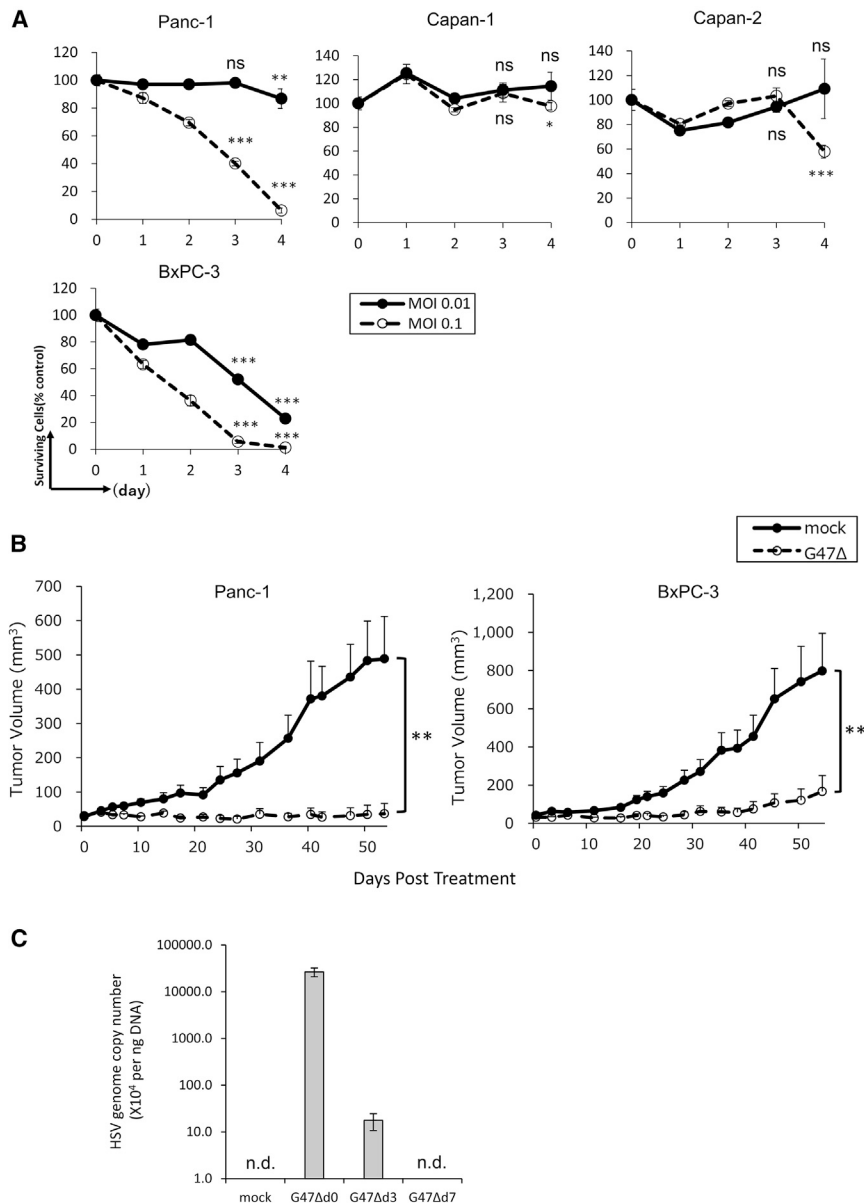 A
Panc-1
Capan-1
Capan-2
120
100
80
60
40
20
0
0 1 2 3 4
ns
**
***
***
140
120
100
80
60
40
20
0
0 1 2 3 4
ns
ns
ns
*
140
120
100
80
60
40
20
0
0 1 2 3 4
ns
ns
ns
***
BxPC-3
Surviving Cells(% control)
120
100
80
60
40
20
0
0 1 2 3 4
***
***
***
***
(day)
MOI 0.01
MOI 0.1
B
mock
G47Δ
Panc-1
Tumor Volume (mm³)
700
600
500
400
300
200
100
0
0 10 20 30 40 50
**
BxPC-3
Tumor Volume (mm³)
1,200
1,000
800
600
400
200
0
0 10 20 30 40 50
**
Days Post Treatment
C
HSV genome copy number
(X10⁴ per ng DNA)
100000.0
10000.0
1000.0
100.0
10.0
1.0
n.d.
n.d.
mock G47Δd0 G47Δd3 G47Δd7